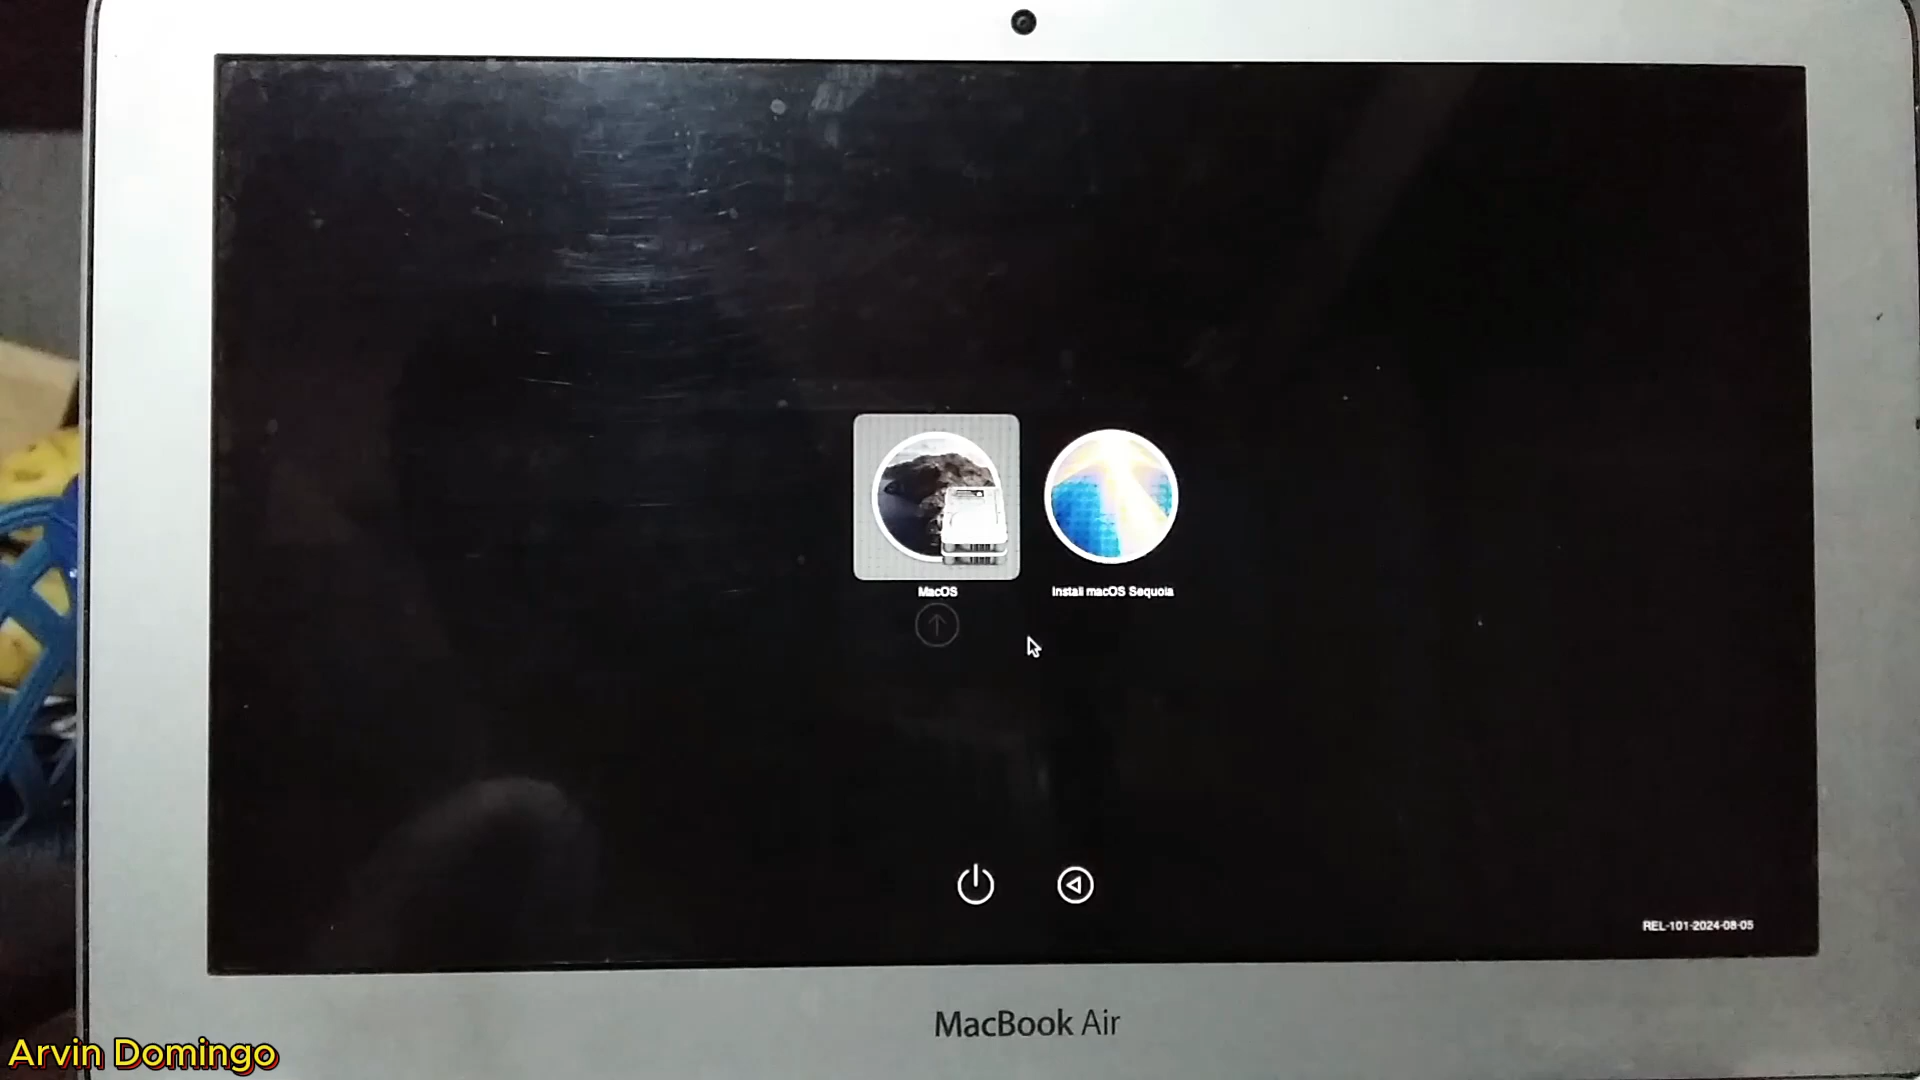 MacOS
Install macOS Sequoia
REL-101-2024-08-05
MacBook Air
Arvin Domingo